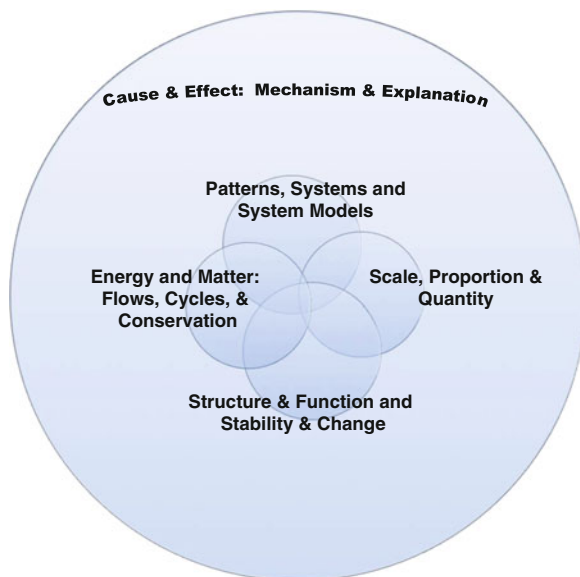 Cause & Effect: Mechanism & Explanation
Patterns, Systems and
System Models
Energy and Matter:
Flows, Cycles, &
Conservation
Scale, Proportion &
Quantity
Structure & Function and
Stability & Change